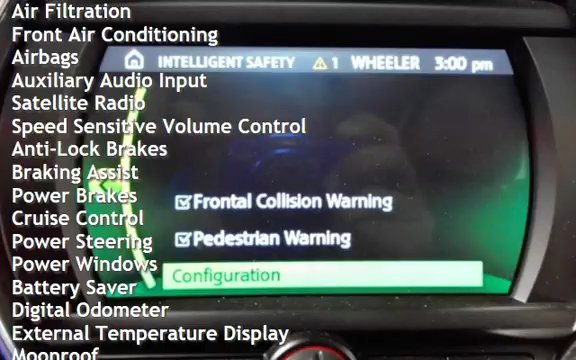 Air Filtration
Front Air Conditioning
Airbags
Auxiliary Audio Input
Satellite Radio
Speed Sensitive Volume Control
Anti-Lock Brakes
Braking Assist
Power Brakes
Cruise Control
Power Steering
Power Windows
Battery Saver
Digital Odometer
External Temperature Display
Moonroof
INTELLIGENT SAFETY 1 WHEELER 3:00 pm
Frontal Collision Warning
Pedestrian Warning
Configuration